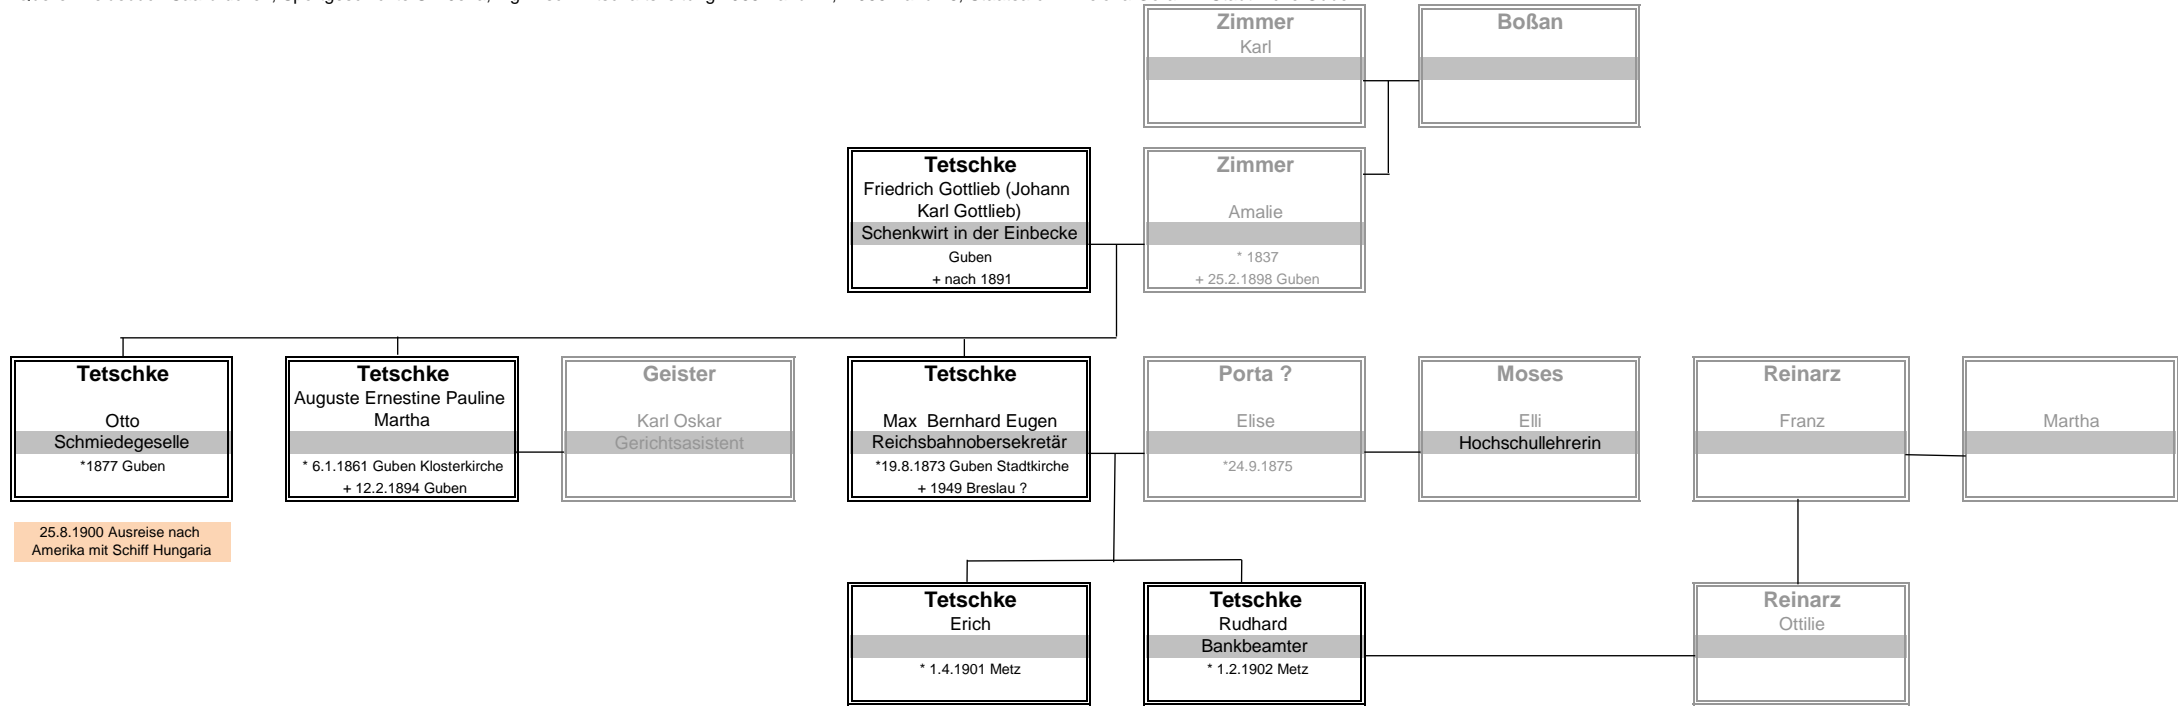 Zimmer
Karl
Boßan
Tetschke
Friedrich Gottlieb (Johann
Karl Gottlieb)
Schenkwirt in der Einbecke
Guben
+ nach 1891
Zimmer
Amalie
* 1837
+ 25.2.1898 Guben
Tetschke
Otto
Schmiedegeselle
*1877 Guben
25.8.1900 Ausreise nach
Amerika mit Schiff Hungaria
Tetschke
Auguste Ernestine Pauline
Martha
* 6.1.1861 Guben Klosterkirche
+ 12.2.1894 Guben
Geister
Karl Oskar
Gerichtsasistent
Tetschke
Max Bernhard Eugen
Reichsbahnobersekretär
*19.8.1873 Guben Stadtkirche
+ 1949 Breslau ?
Porta ?
Elise
*24.9.1875
Moses
Elli
Hochschullehrerin
Reinarz
Franz
Martha
Tetschke
Erich
* 1.4.1901 Metz
Tetschke
Rudhard
Bankbeamter
* 1.2.1902 Metz
Reinarz
Ottilie